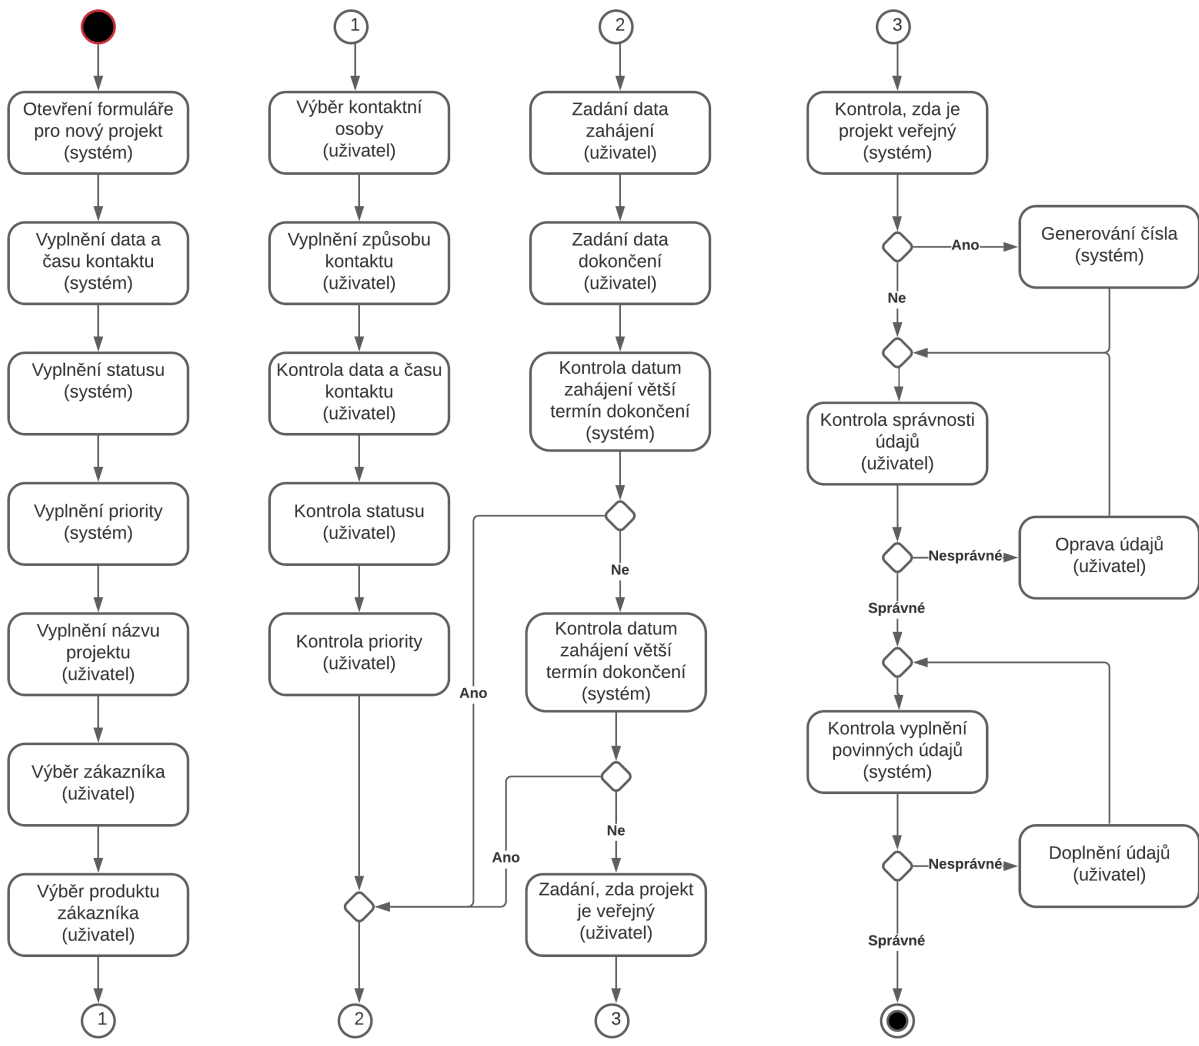 Otevření formuláře
pro nový projekt
(systém)
Vyplnění data a
času kontaktu
(systém)
Vyplnění statusu
(systém)
Vyplnění priority
(systém)
Vyplnění názvu
projektu
(uživatel)
Výběr zákazníka
(uživatel)
Výběr produktu
zákazníka
(uživatel)
1
1
Výběr kontaktní
osoby
(uživatel)
Vyplnění způsobu
kontaktu
(uživatel)
Kontrola data a času
kontaktu
(uživatel)
Kontrola statusu
(uživatel)
Kontrola priority
(uživatel)
2
2
Zadání data
zahájení
(uživatel)
Zadání data
dokončení
(uživatel)
Kontrola datum
zahájení větší
termín dokončení
(systém)
Ne
Ano
Kontrola datum
zahájení větší
termín dokončení
(systém)
Ne
Ano
Zadání, zda projekt
je veřejný
(uživatel)
3
3
Kontrola, zda je
projekt veřejný
(systém)
Ano
Generování čísla
(systém)
Ne
Kontrola správnosti
údajů
(uživatel)
Nesprávné
Oprava údajů
(uživatel)
Správné
Kontrola vyplnění
povinných údajů
(systém)
Nesprávné
Doplnění údajů
(uživatel)
Správné